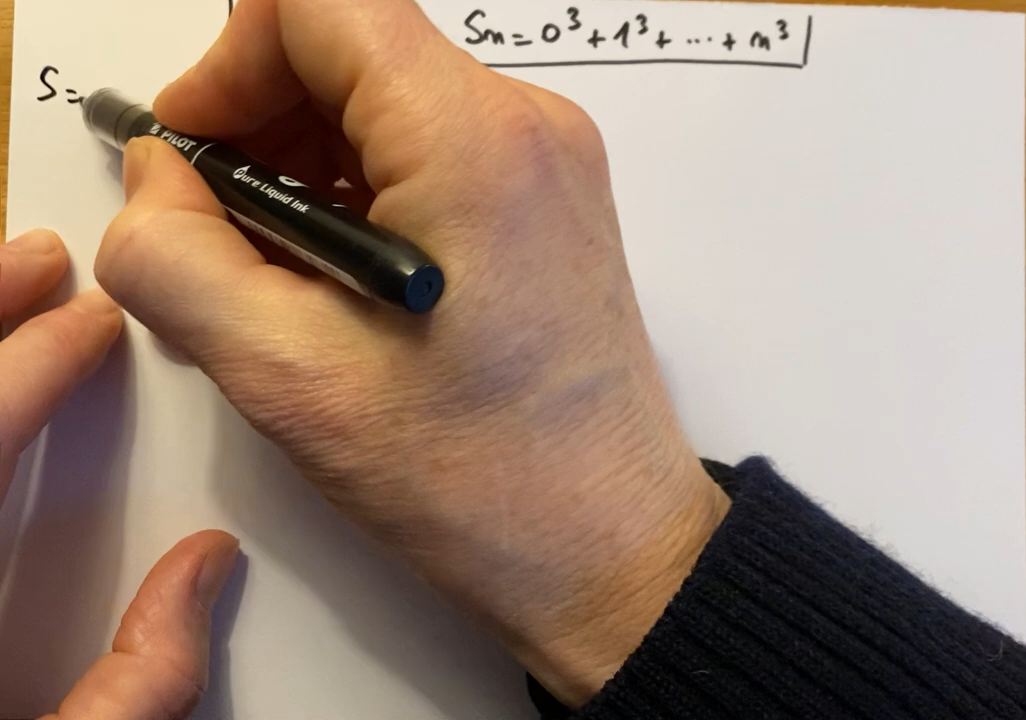 Sn = 0³ + 1³ + ... + n³
S =
PILOT
Pure Liquid Ink